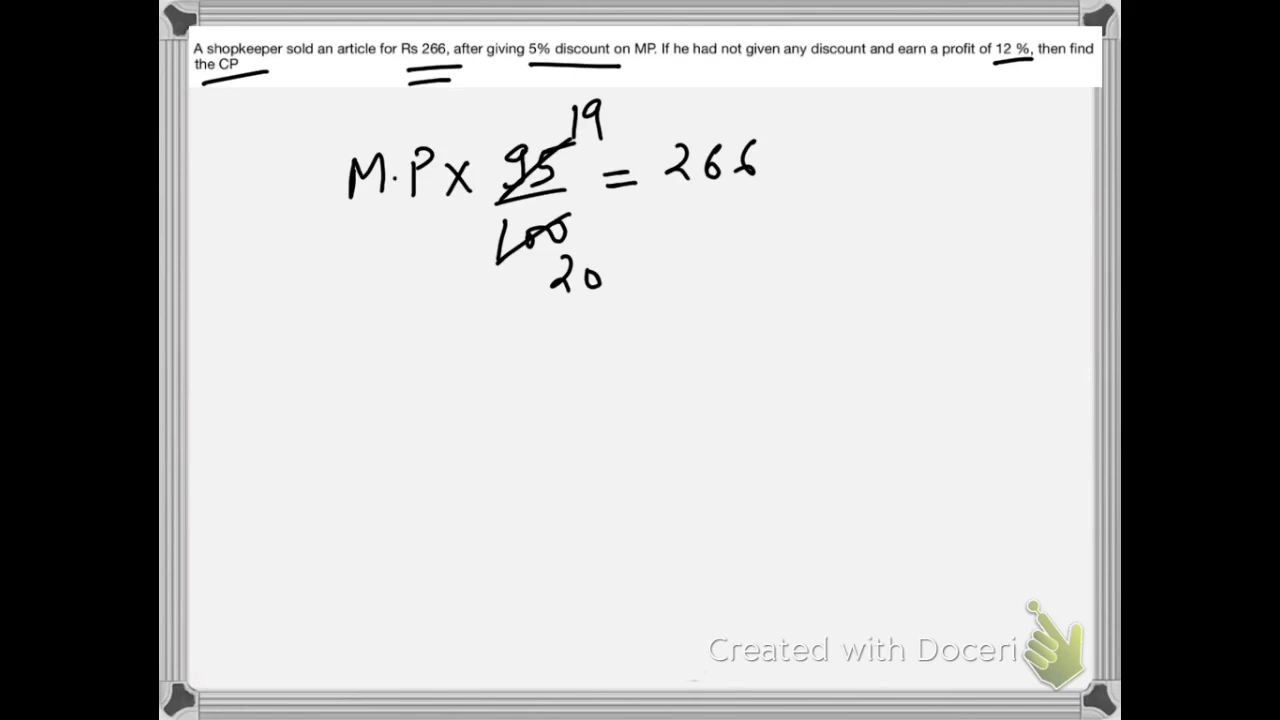 A shopkeeper sold an article for Rs 266, after giving 5% discount on MP. If he had not given any discount and earn a profit of 12 %, then find
the CP
19
M.P X 95 = 266
100
20
Created with Doceri